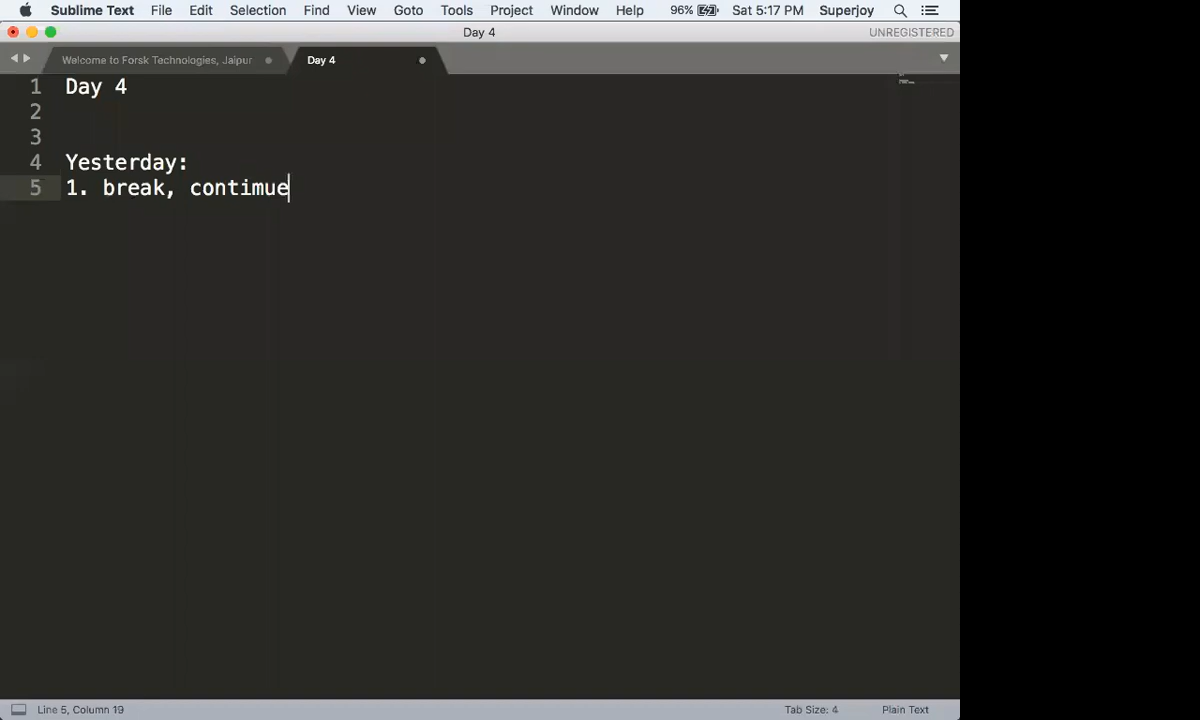 Sublime Text File Edit Selection Find View Goto Tools Project Window Help 96% Sat 5:17 PM Superjoy
Day 4 UNREGISTERED
Welcome to Forsk Technologies, Jaipur Day 4
1 Day 4
2
3
4 Yesterday:
5 1. break, contimue
Line 5, Column 19 Tab Size: 4 Plain Text